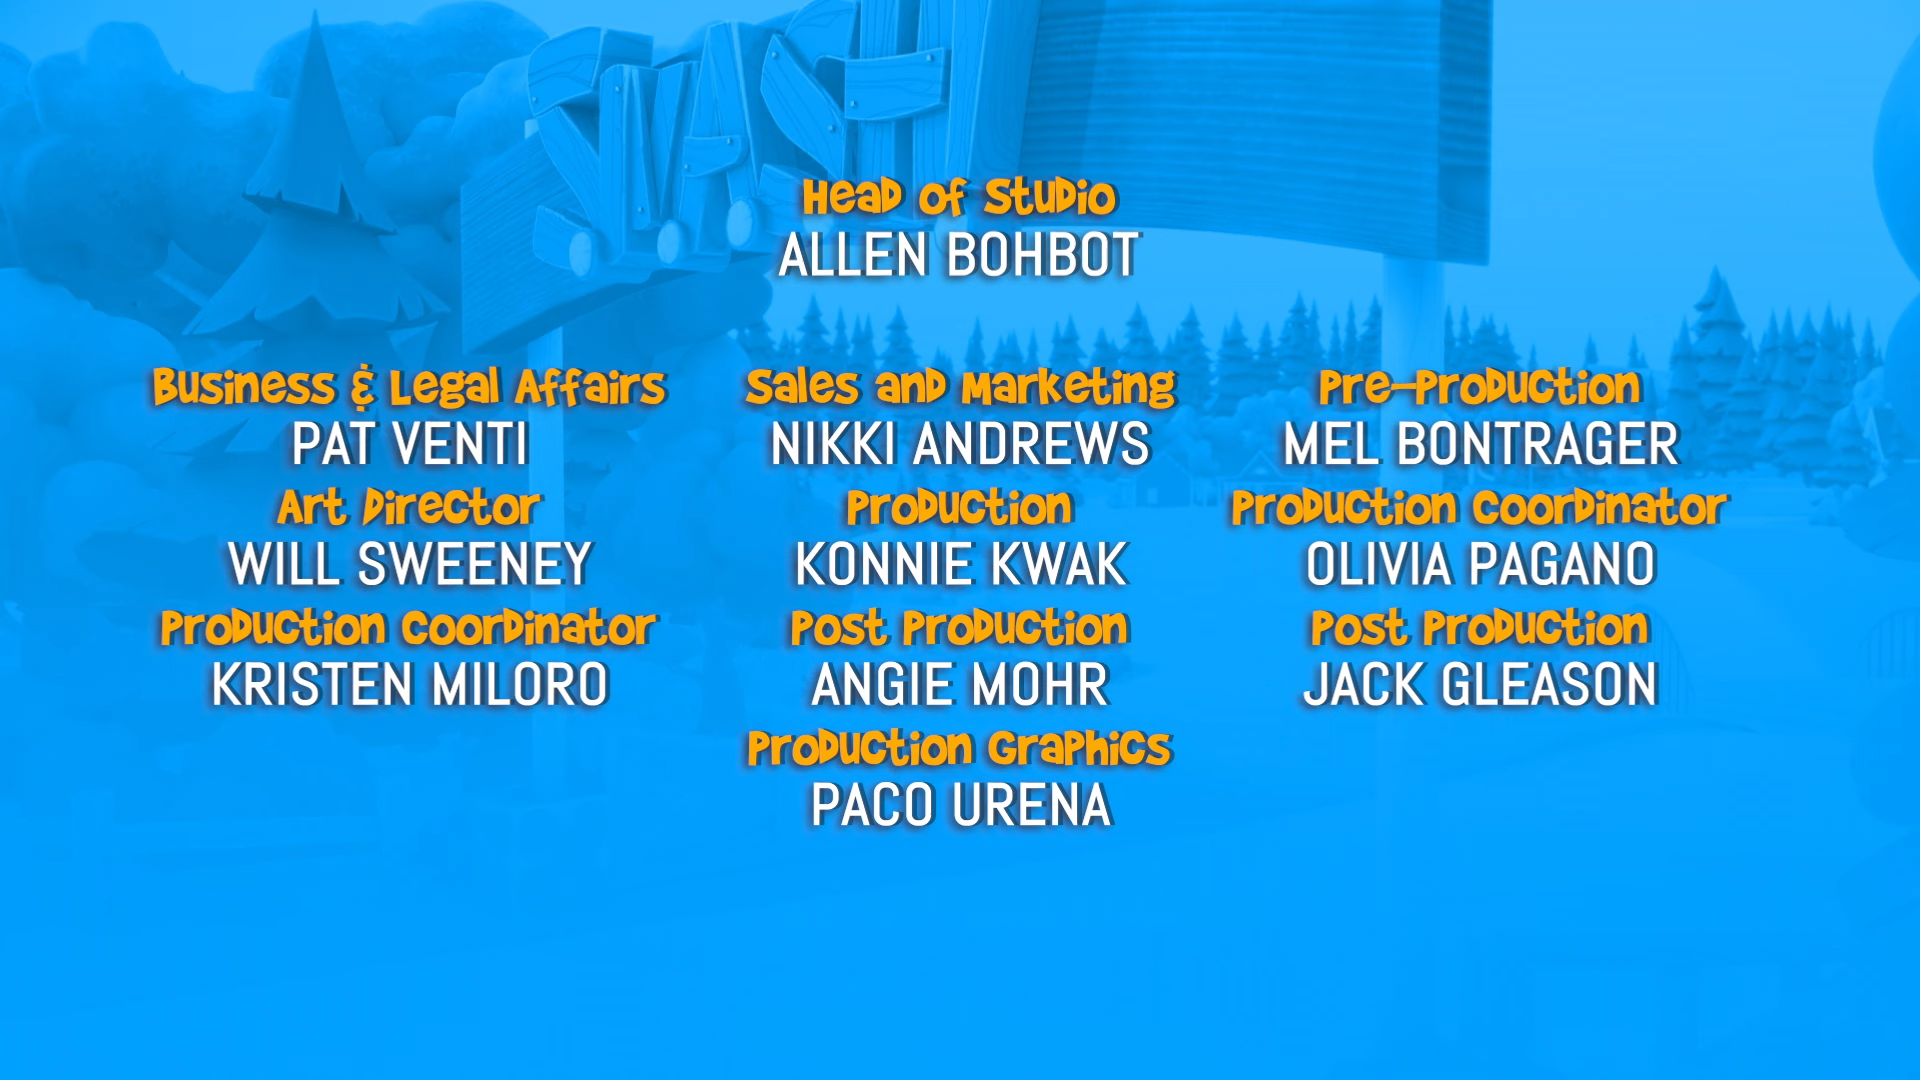 SMASH
Head of Studio
ALLEN BOHBOT
Business & Legal Affairs
PAT VENTI
Art Director
WILL SWEENEY
Production Coordinator
KRISTEN MILORO
Sales and Marketing
NIKKI ANDREWS
Production
KONNIE KWAK
Post Production
ANGIE MOHR
Production Graphics
PACO URENA
Pre-Production
MEL BONTRAGER
Production Coordinator
OLIVIA PAGANO
Post Production
JACK GLEASON